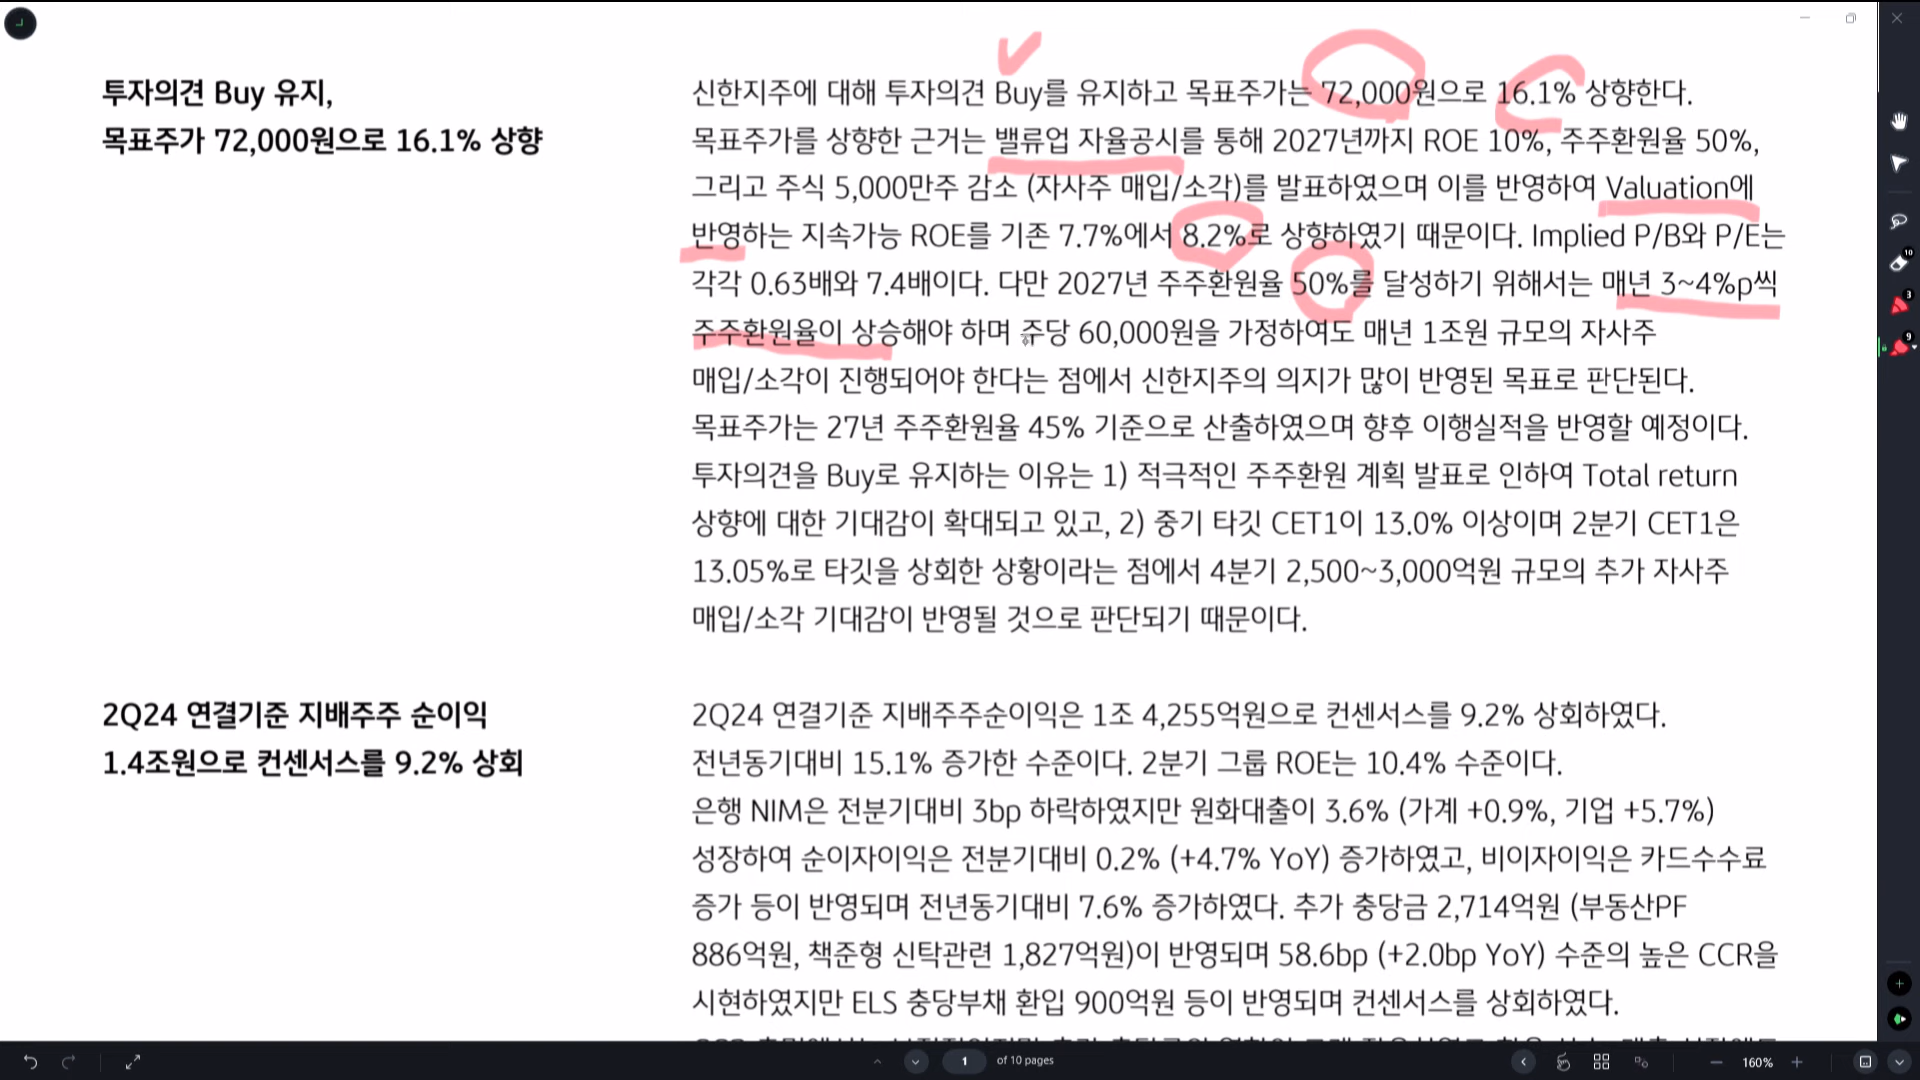 투자의견 Buy 유지,
목표주가 72,000원으로 16.1% 상향
신한지주에 대해 투자의견 Buy를 유지하고 목표주가는 72,000원으로 16.1% 상향한다.
목표주가를 상향한 근거는 밸류업 자율공시를 통해 2027년까지 ROE 10%, 주주환원율 50%,
그리고 주식 5,000만주 감소 (자사주 매입/소각)를 발표하였으며 이를 반영하여 Valuation에
반영하는 지속가능 ROE를 기존 7.7%에서 8.2%로 상향하였기 때문이다. Implied P/B와 P/E는
각각 0.63배와 7.4배이다. 다만 2027년 주주환원율 50%를 달성하기 위해서는 매년 3~4%p씩
주주환원율이 상승해야 하며 주당 60,000원을 가정하여도 매년 1조원 규모의 자사주
매입/소각이 진행되어야 한다는 점에서 신한지주의 의지가 많이 반영된 목표로 판단된다.
목표주가는 27년 주주환원율 45% 기준으로 산출하였으며 향후 이행실적을 반영할 예정이다.
투자의견을 Buy로 유지하는 이유는 1) 적극적인 주주환원 계획 발표로 인하여 Total return
상향에 대한 기대감이 확대되고 있고, 2) 중기 타깃 CET1이 13.0% 이상이며 2분기 CET1은
13.05%로 타깃을 상회한 상황이라는 점에서 4분기 2,500~3,000억원 규모의 추가 자사주
매입/소각 기대감이 반영될 것으로 판단되기 때문이다.
2Q24 연결기준 지배주주 순이익
1.4조원으로 컨센서스를 9.2% 상회
2Q24 연결기준 지배주주순이익은 1조 4,255억원으로 컨센서스를 9.2% 상회하였다.
전년동기대비 15.1% 증가한 수준이다. 2분기 그룹 ROE는 10.4% 수준이다.
은행 NIM은 전분기대비 3bp 하락하였지만 원화대출이 3.6% (가계 +0.9%, 기업 +5.7%)
성장하여 순이자이익은 전분기대비 0.2% (+4.7% YoY) 증가하였고, 비이자이익은 카드수수료
증가 등이 반영되며 전년동기대비 7.6% 증가하였다. 추가 충당금 2,714억원 (부동산PF
886억원, 책준형 신탁관련 1,827억원)이 반영되며 58.6bp (+2.0bp YoY) 수준의 높은 CCR을
시현하였지만 ELS 충당부채 환입 900억원 등이 반영되며 컨센서스를 상회하였다.
10
3
9
1 of 10 pages
160%